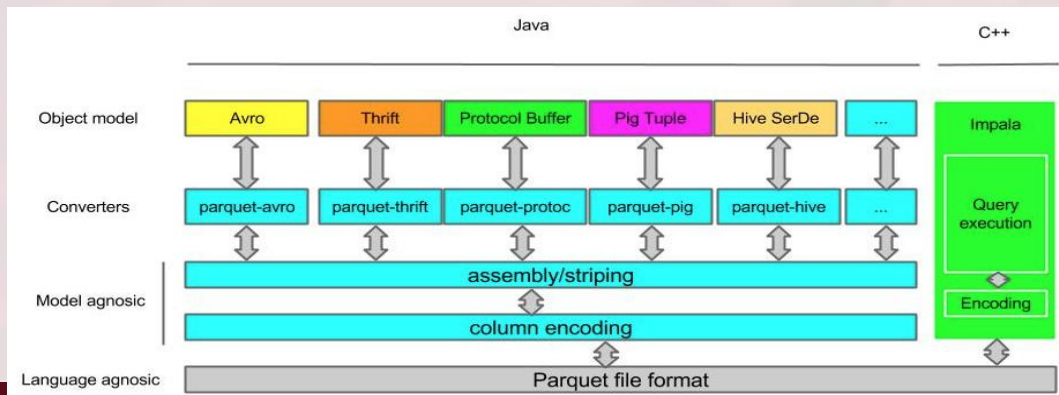 Java
C++
Object model
Avro
Thrift
Protocol Buffer
Pig Tuple
Hive SerDe
...
Impala
Converters
parquet-avro
parquet-thrift
parquet-protoc
parquet-pig
parquet-hive
...
Query
execution
assembly/striping
Model agnosic
Encoding
column encoding
Language agnosic
Parquet file format